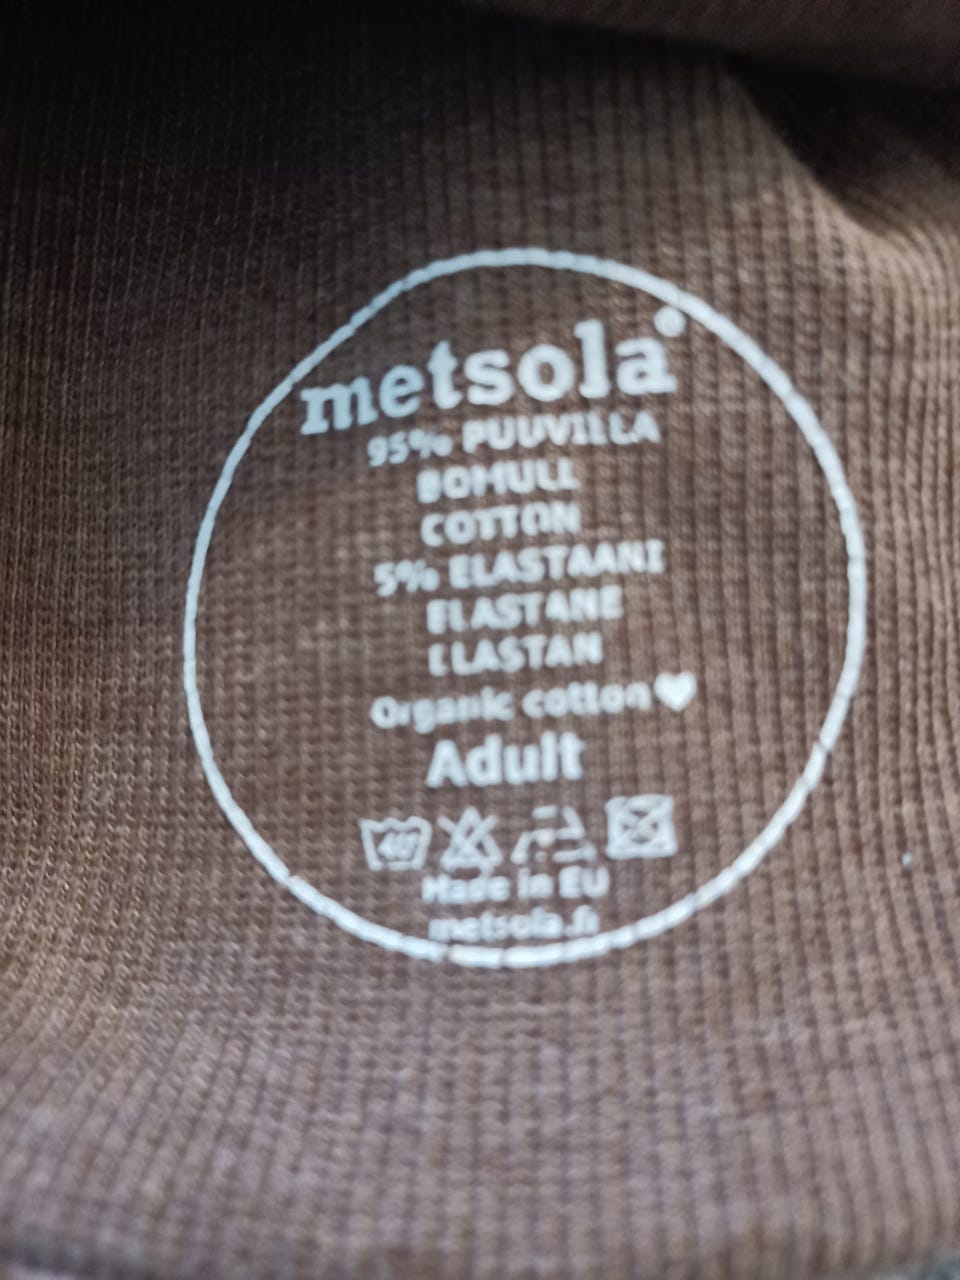 metsola®
95% PUUVILLA
BOMULL
COTTON
5% ELASTAANI
ELASTANE
ELASTAN
Organic cotton ♥
Adult
40
Made in EU
metsola.fi